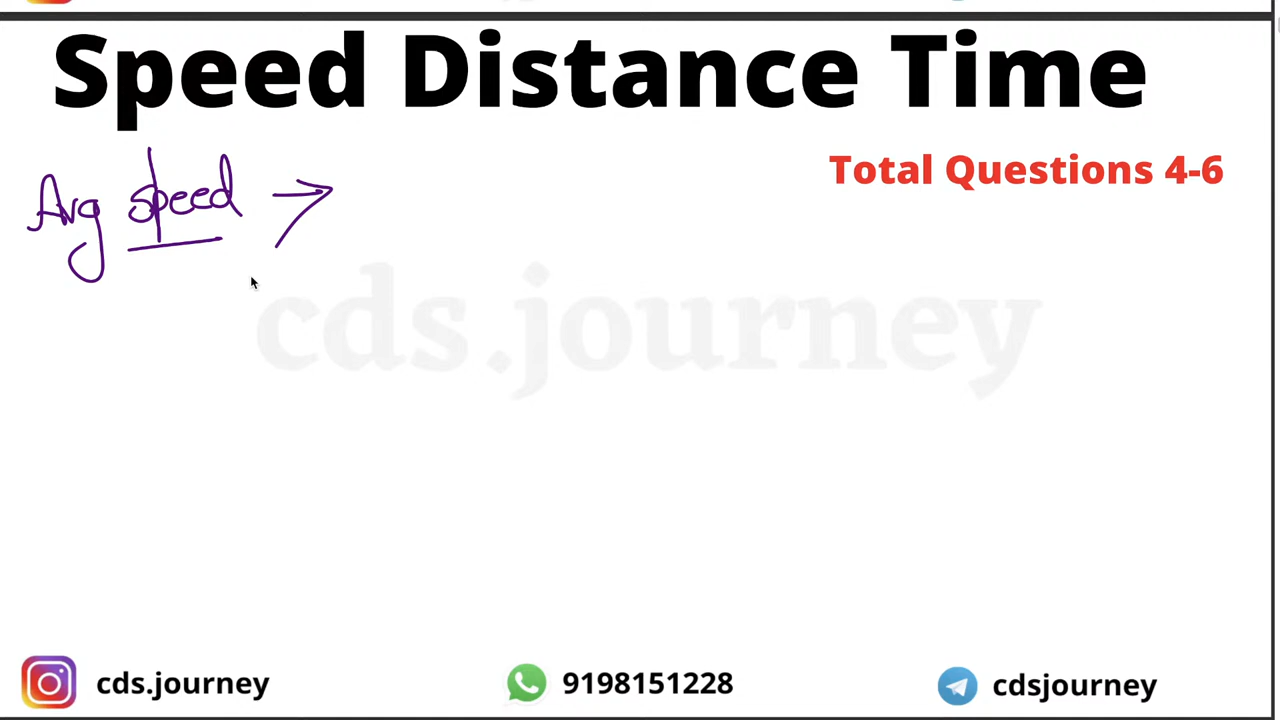 Speed Distance Time
Total Questions 4-6
Avg speed →
cds.journey
cds.journey
9198151228
cdsjourney